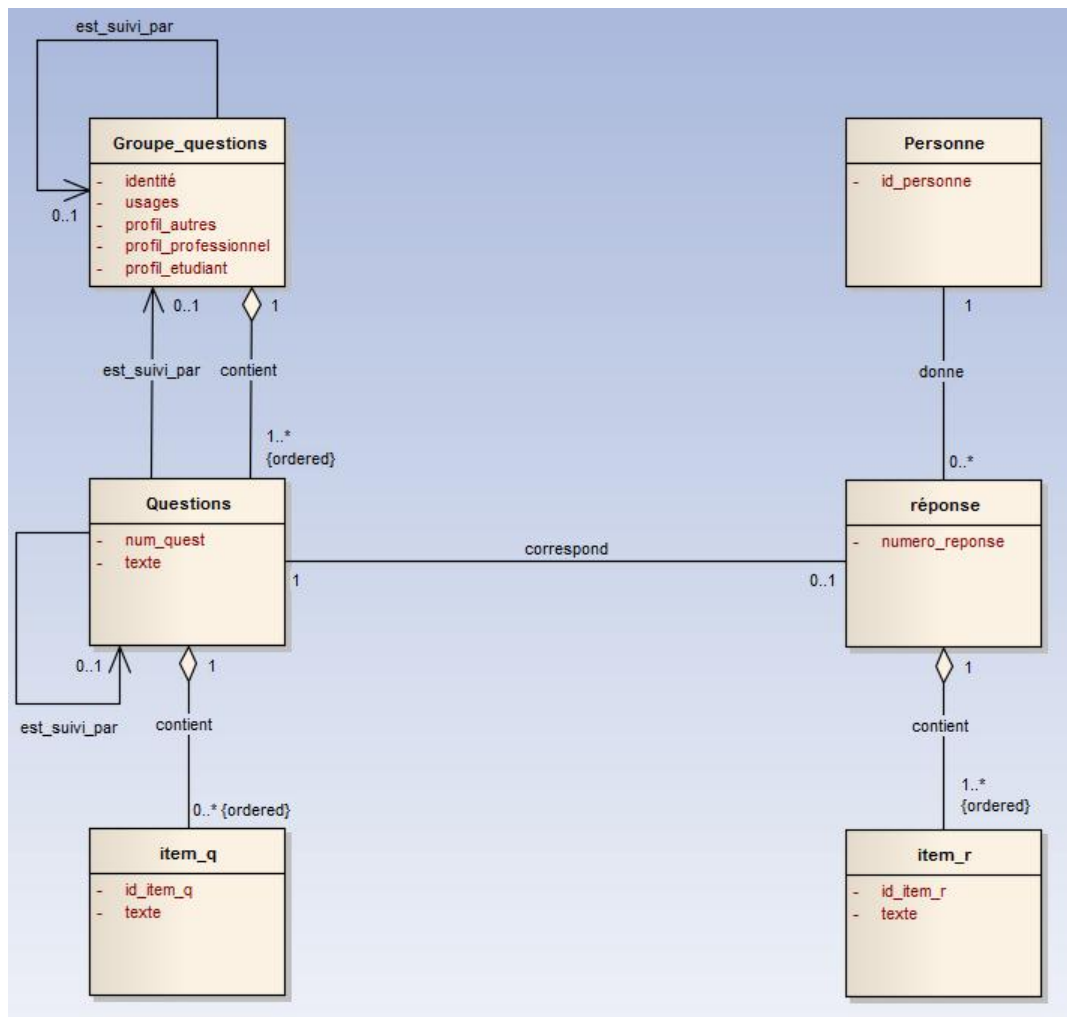 est_suivi_par
Groupe_questions
- identité
- usages
- profil_autres
- profil_professionnel
- profil_etudiant
0..1
Personne
- id_personne
0..1
1
est_suivi_par
contient
1..*
{ordered}
1
donne
0..*
Questions
- num_quest
- texte
correspond
1
0..1
réponse
- numero_reponse
0..1
1
est_suivi_par
contient
0..* {ordered}
1
contient
1..*
{ordered}
item_q
- id_item_q
- texte
item_r
- id_item_r
- texte